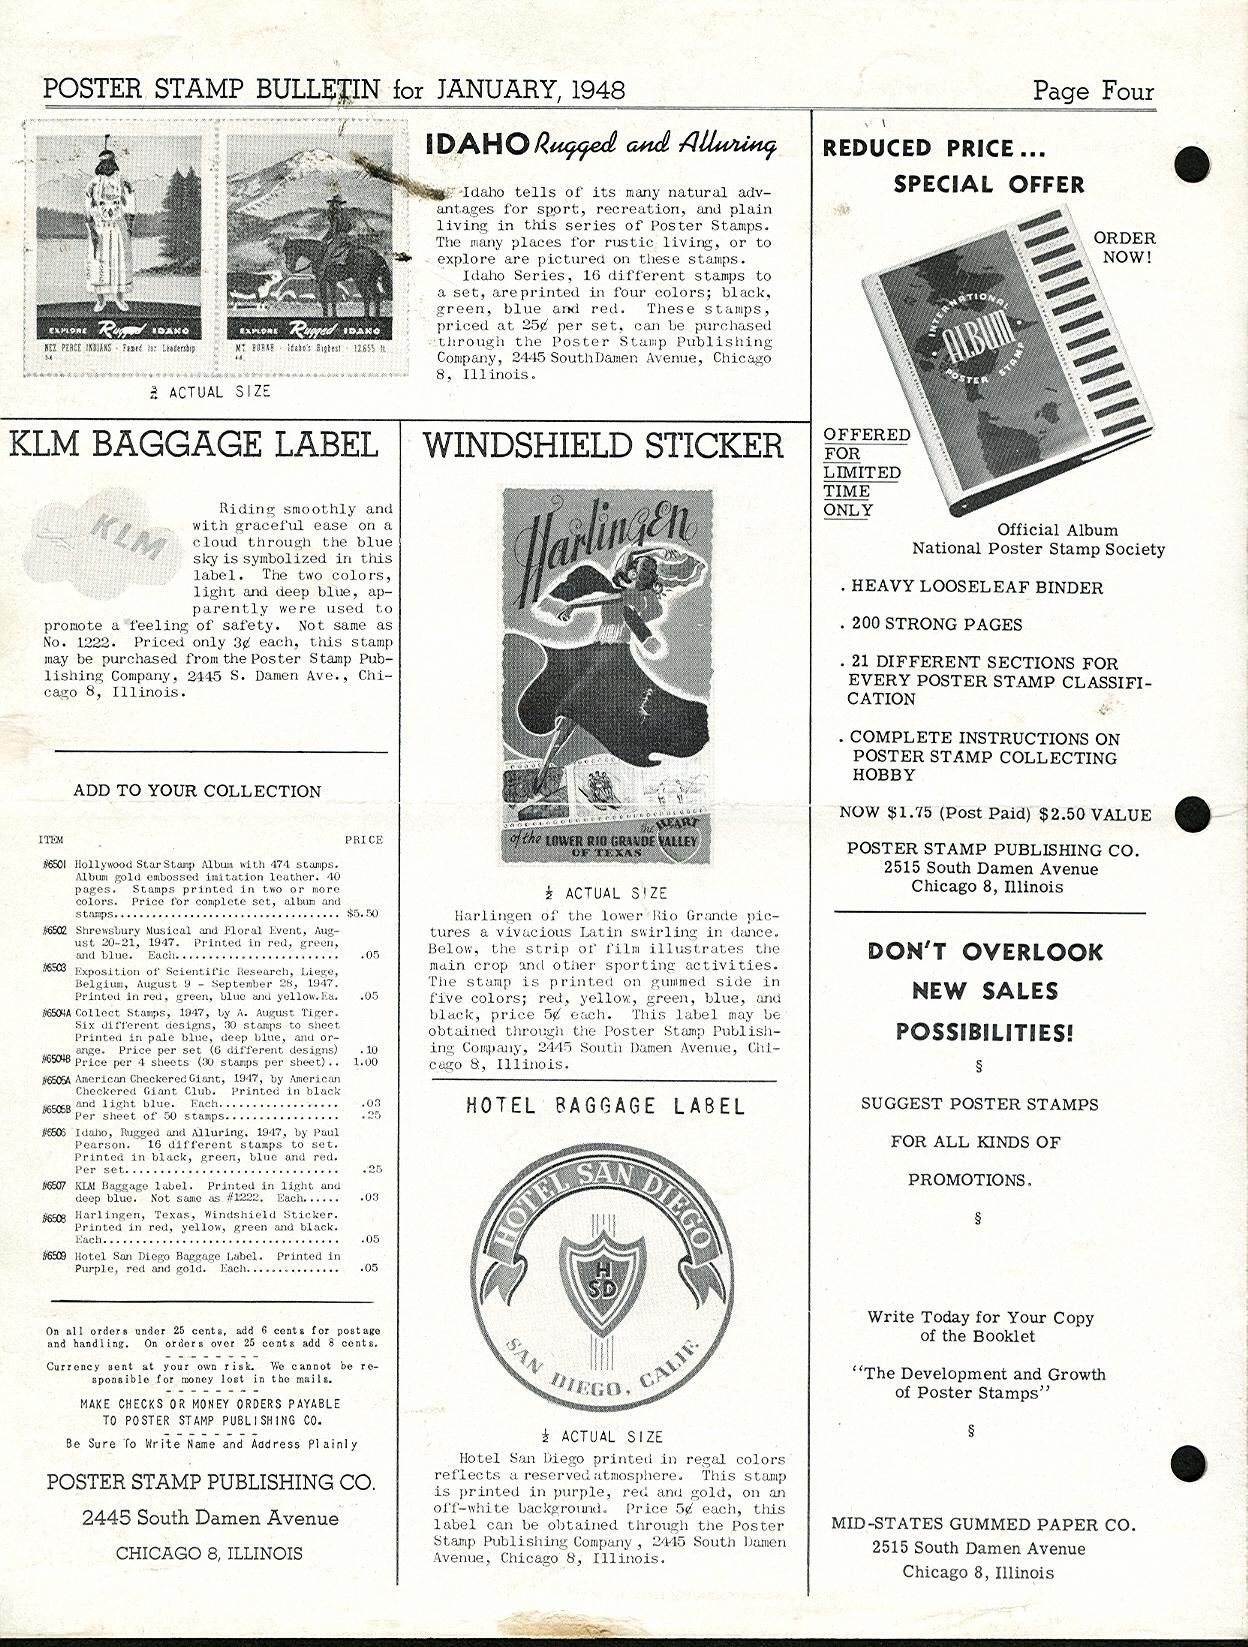 POSTER STAMP BULLETIN for JANUARY, 1948
Page Four
EXPLORE Rugged IDAHO
NEZ PERCE INDIANS - Famed for Leadership
EXPLORE Rugged IDAHO
MT. BORAH - Idaho's Highest - 12,655 ft.
ACTUAL SIZE
IDAHO Rugged and Alluring
Idaho tells of its many natural adv-
antages for sport, recreation, and plain
living in this series of Poster Stamps.
The many places for rustic living, or to
explore are pictured on these stamps.
Idaho Series, 16 different stamps to
a set, are printed in four colors; black,
green, blue and red. These stamps,
priced at 25¢ per set, can be purchased
through the Poster Stamp Publishing
Company, 2445 South Damen Avenue, Chicago
8, Illinois.
KLM BAGGAGE LABEL
KLM
Riding smoothly and
with graceful ease on a
cloud through the blue
sky is symbolized in this
label. The two colors,
light and deep blue, ap-
parently were used to
promote a feeling of safety. Not same as
No. 1222. Priced only 3¢ each, this stamp
may be purchased from the Poster Stamp Pub-
lishing Company, 2445 S. Damen Ave., Chi-
cago 8, Illinois.
ADD TO YOUR COLLECTION
ITEM PRICE
#6501 Hollywood Star Stamp Album with 474 stamps.
Album gold embossed imitation leather. 40
pages. Stamps printed in two or more
colors. Price for complete set, album and
stamps.................................. $5.50
#6502 Shrewsbury Musical and Floral Event, Aug-
ust 20-21, 1947. Printed in red, green,
and blue. Each......................... .05
#6503 Exposition of Scientific Research, Liege,
Belgium, August 9 - September 28, 1947.
Printed in red, green, blue and yellow. Ea. .05
#6504A Collect Stamps, 1947, by A. August Tiger.
Six different designs, 30 stamps to sheet
Printed in pale blue, deep blue, and or-
ange. Price per set (6 different designs) .10
#6504B Price per 4 sheets (30 stamps per sheet).. 1.00
#6505A American Checkered Giant, 1947, by American
Checkered Giant Club. Printed in black
and light blue. Each.................. .03
#6505B Per sheet of 50 stamps................. .25
#6506 Idaho, Rugged and Alluring, 1947, by Paul
Pearson. 16 different stamps to set.
Printed in black, green, blue and red.
Per set................................ .25
#6507 KLM Baggage label. Printed in light and
deep blue. Not same as #1222. Each...... .03
#6508 Harlingen, Texas, Windshield Sticker.
Printed in red, yellow, green and black.
Each................................... .05
#6509 Hotel San Diego Baggage Label. Printed in
Purple, red and gold. Each.............. .05
On all orders under 25 cents, add 6 cents for postage
and handling. On orders over 25 cents add 8 cents.
Currency sent at your own risk. We cannot be re-
sponsible for money lost in the mails.
MAKE CHECKS OR MONEY ORDERS PAYABLE
TO POSTER STAMP PUBLISHING CO.
Be Sure To Write Name and Address Plainly
POSTER STAMP PUBLISHING CO.
2445 South Damen Avenue
CHICAGO 8, ILLINOIS
WINDSHIELD STICKER
Harlingen
the HEART
of the LOWER RIO GRANDE VALLEY
OF TEXAS
½ ACTUAL SIZE
Harlingen of the lower Rio Grande pic-
tures a vivacious Latin swirling in dance.
Below, the strip of film illustrates the
main crop and other sporting activities.
The stamp is printed on gummed side in
five colors; red, yellow, green, blue, and
black, price 5¢ each. This label may be
obtained through the Poster Stamp Publish-
ing Company, 2445 South Damen Avenue, Chi-
cago 8, Illinois.
HOTEL BAGGAGE LABEL
HOTEL SAN DIEGO
H
SD
SAN DIEGO, CALIF.
½ ACTUAL SIZE
Hotel San Diego printed in regal colors
reflects a reserved atmosphere. This stamp
is printed in purple, red and gold, on an
off-white background. Price 5¢ each, this
label can be obtained through the Poster
Stamp Publishing Company, 2445 South Damen
Avenue, Chicago 8, Illinois.
REDUCED PRICE...
SPECIAL OFFER
ORDER
NOW!
INTERNATIONAL
ALBUM
POSTER STAMP
OFFERED
FOR
LIMITED
TIME
ONLY
Official Album
National Poster Stamp Society
. HEAVY LOOSELEAF BINDER
. 200 STRONG PAGES
. 21 DIFFERENT SECTIONS FOR
EVERY POSTER STAMP CLASSIFI-
CATION
. COMPLETE INSTRUCTIONS ON
POSTER STAMP COLLECTING
HOBBY
NOW $1.75 (Post Paid) $2.50 VALUE
POSTER STAMP PUBLISHING CO.
2515 South Damen Avenue
Chicago 8, Illinois
DON'T OVERLOOK
NEW SALES
POSSIBILITIES!
§
SUGGEST POSTER STAMPS
FOR ALL KINDS OF
PROMOTIONS.
§
Write Today for Your Copy
of the Booklet
"The Development and Growth
of Poster Stamps"
§
MID-STATES GUMMED PAPER CO.
2515 South Damen Avenue
Chicago 8, Illinois